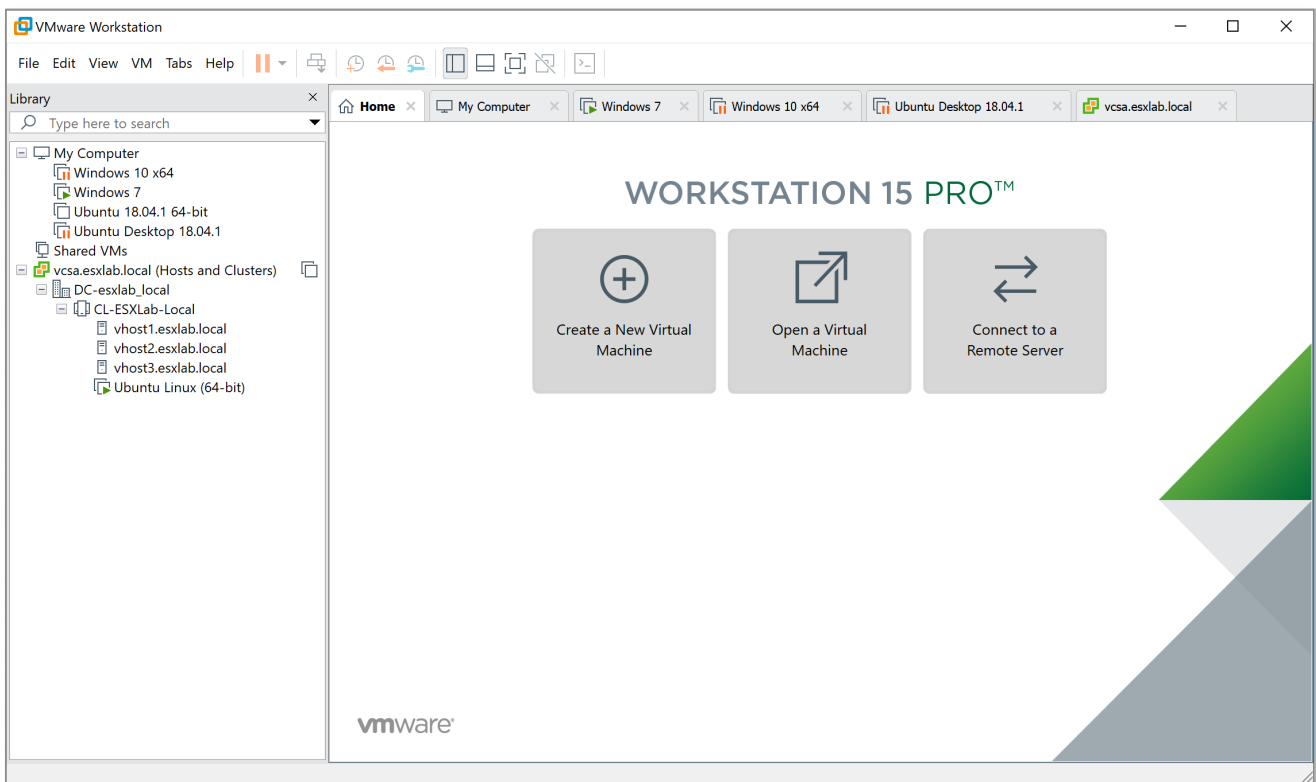 VMware Workstation
File Edit View VM Tabs Help
Library
Type here to search
My Computer
Windows 10 x64
Windows 7
Ubuntu 18.04.1 64-bit
Ubuntu Desktop 18.04.1
Shared VMs
vcsa.esxlab.local (Hosts and Clusters)
DC-esxlab_local
CL-ESXLab-Local
vhost1.esxlab.local
vhost2.esxlab.local
vhost3.esxlab.local
Ubuntu Linux (64-bit)
Home My Computer Windows 7 Windows 10 x64 Ubuntu Desktop 18.04.1 vcsa.esxlab.local
WORKSTATION 15 PRO™
Create a New Virtual
Machine
Open a Virtual
Machine
Connect to a
Remote Server
vmware®